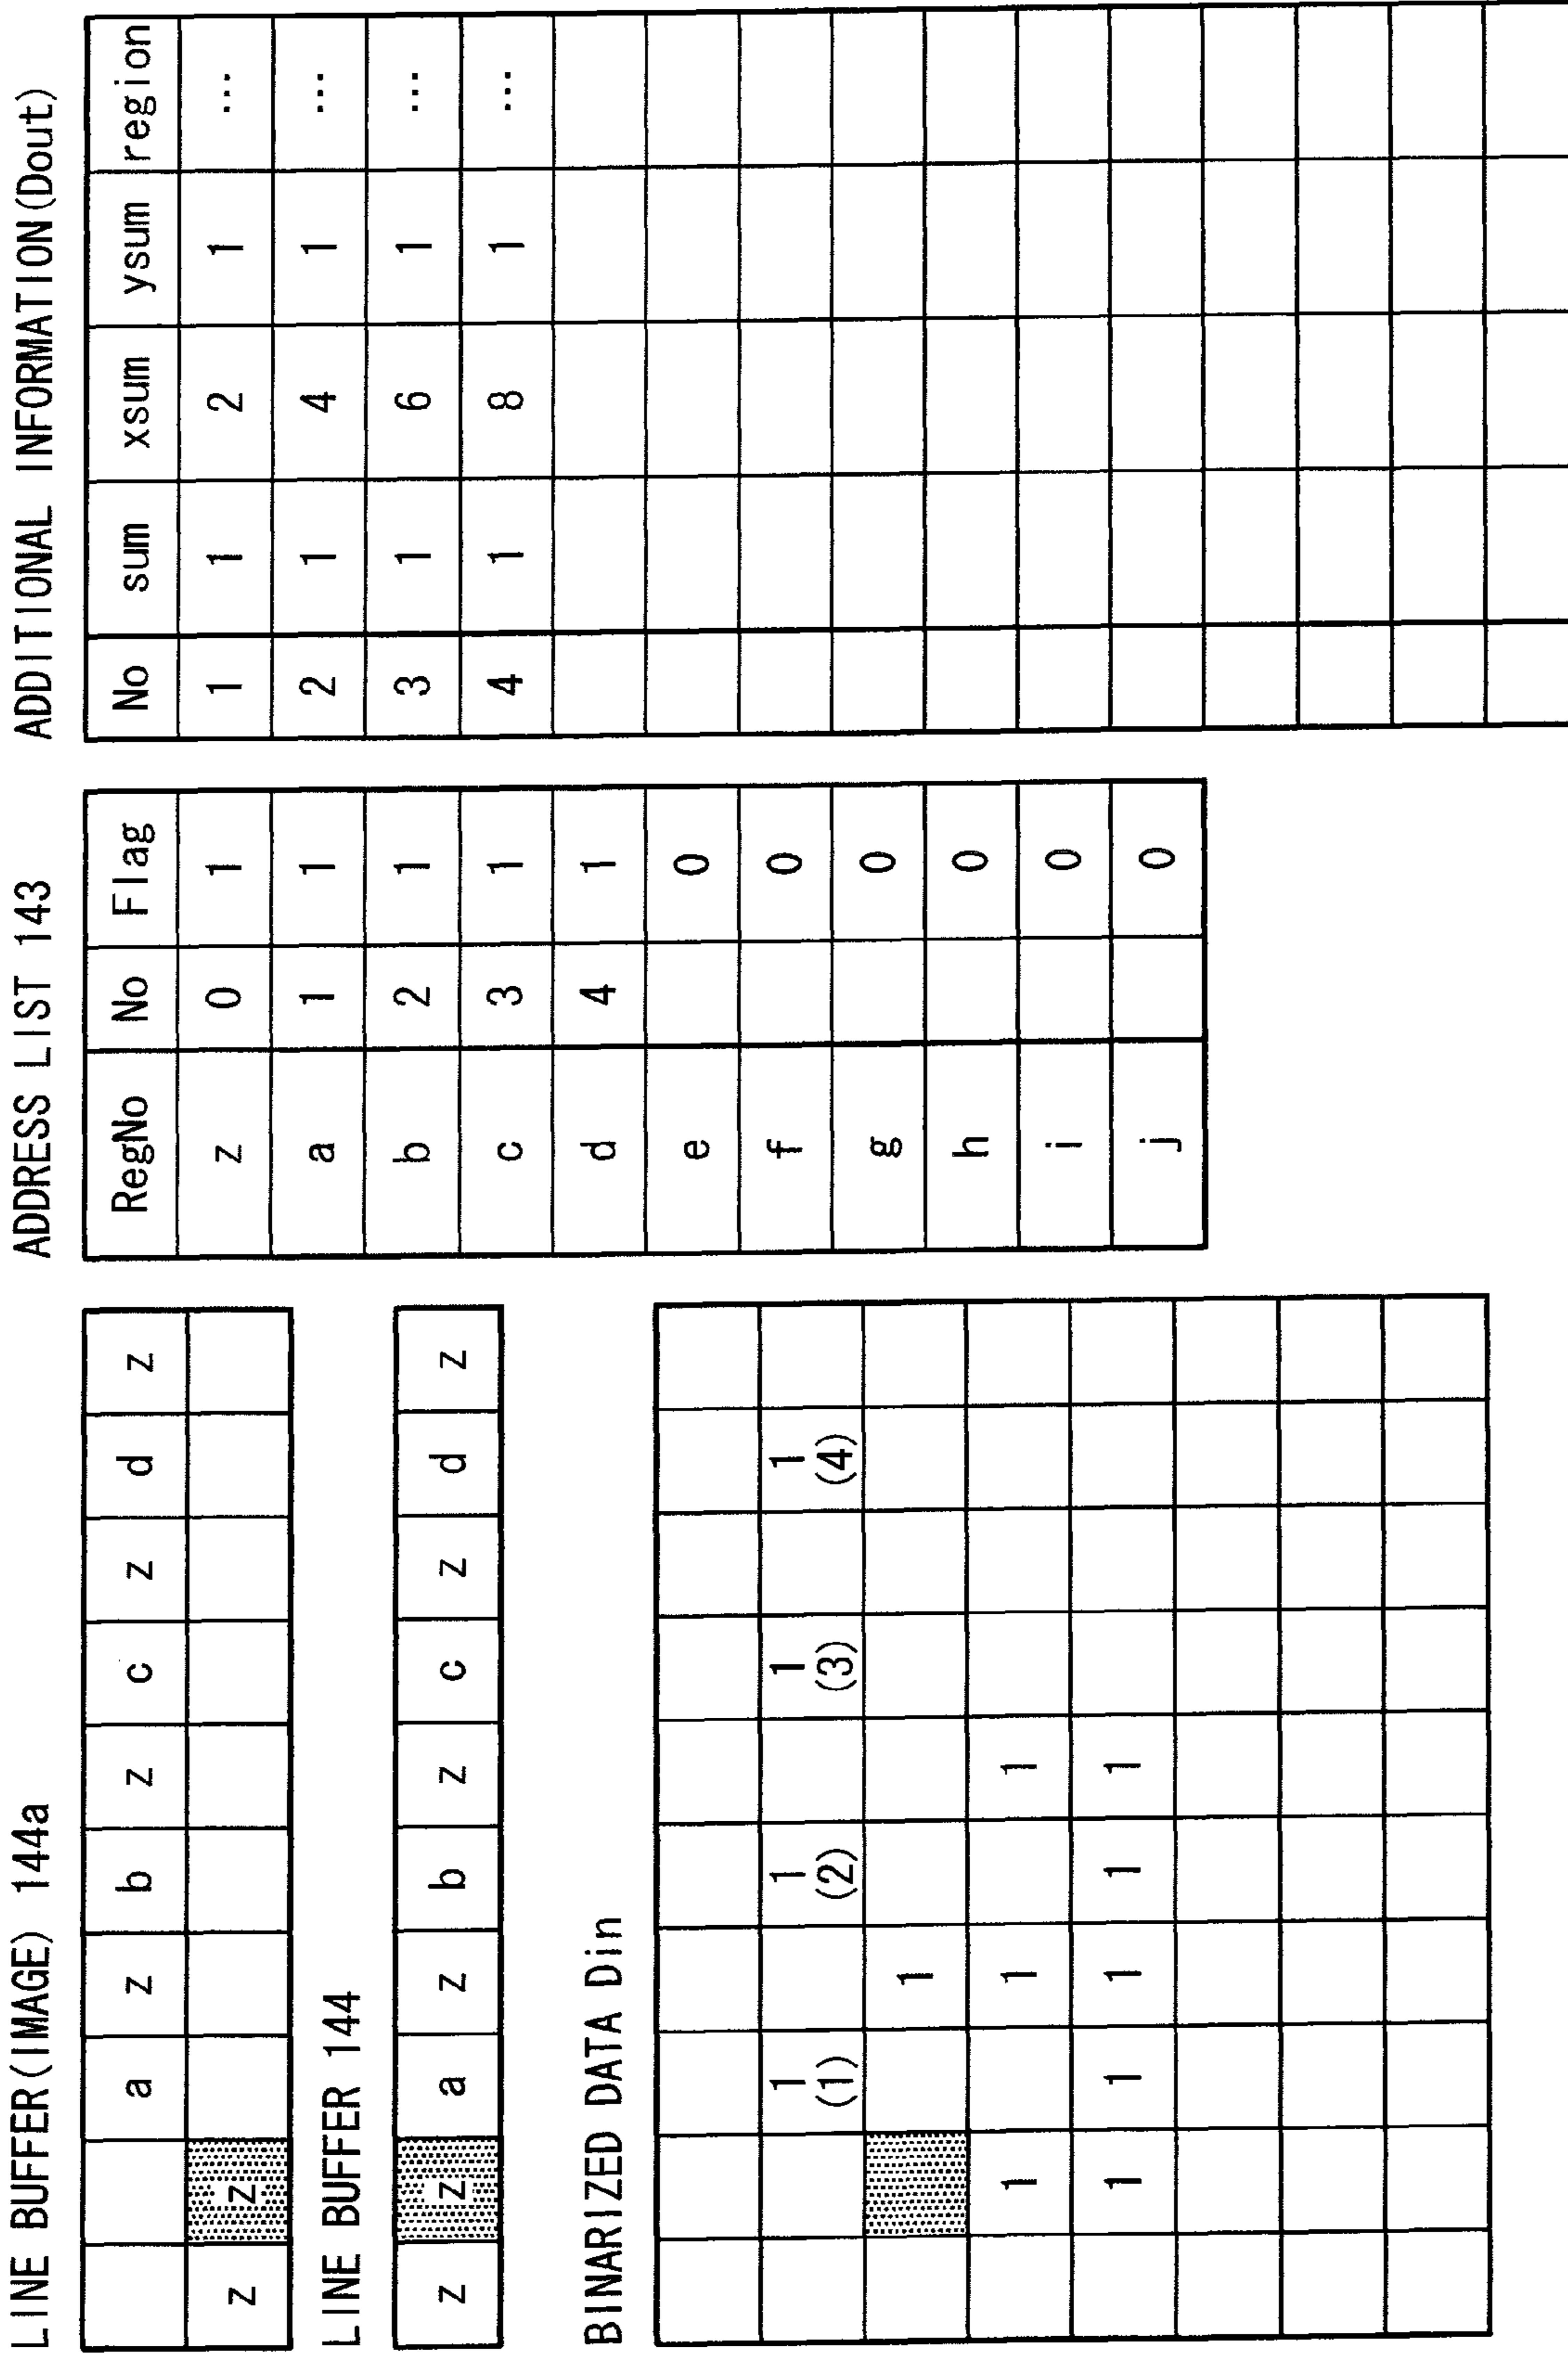 LINE BUFFER(IMAGE) 144a
a z b z c z d z
z z
LINE BUFFER 144
z z a z b z c z d z
BINARIZED DATA Din
1 1 1 1
(1) (2) (3) (4)
1
1 1 1
1 1 1 1 1
ADDRESS LIST 143
RegNo No Flag
z 0 1
a 1 1
b 2 1
c 3 1
d 4 1
e 0
f 0
g 0
h 0
i 0
j 0
ADDITIONAL INFORMATION(Dout)
No sum xsum ysum region
1 1 2 1 ...
2 1 4 1 ...
3 1 6 1 ...
4 1 8 1 ...